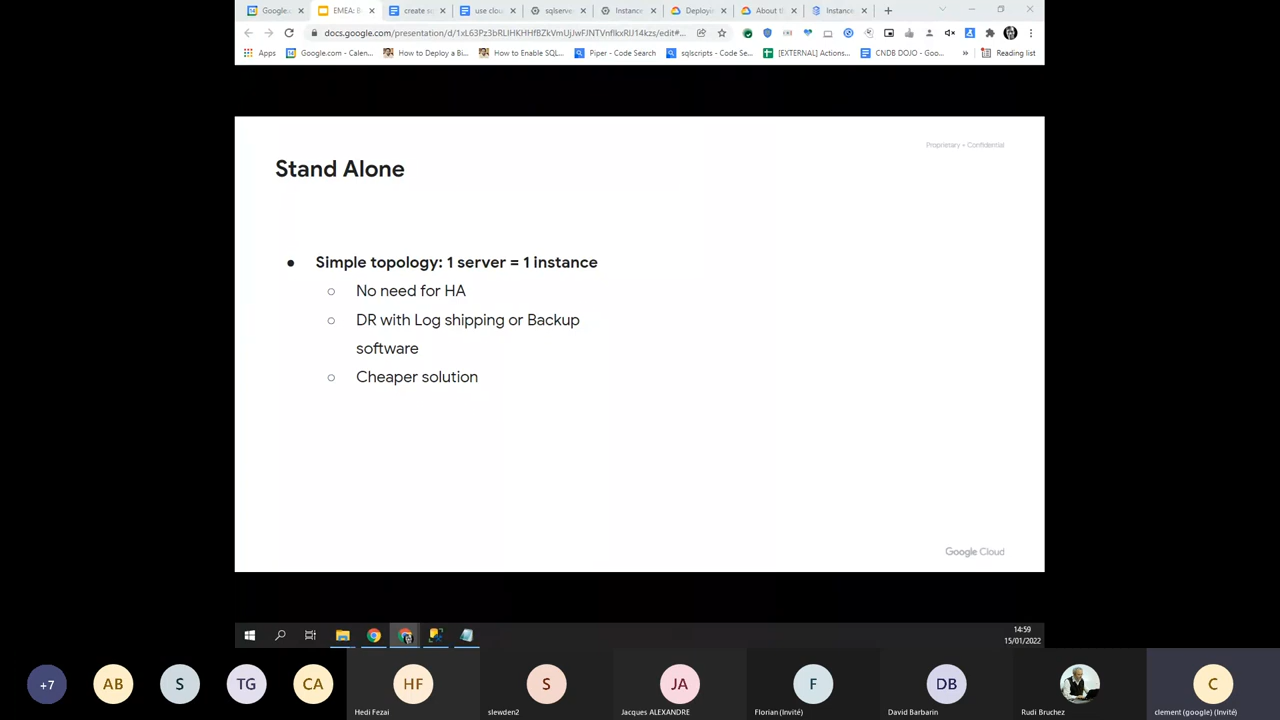 Google.
EMEA: B
create s
use clou
sqlserve
Instance
Deployi
About th
Instance
docs.google.com/presentation/d/
Apps
Google.com - Calen...
How to Deploy a Bi...
How to Enable SQL...
Piper - Code Search
sqlscripts - Code Se...
[EXTERNAL] Actions...
CNDB DOJO - Goo...
»
Reading list
Proprietary + Confidential
Stand Alone
● Simple topology: 1 server = 1 instance
○ No need for HA
○ DR with Log shipping or Backup
software
○ Cheaper solution
Google Cloud
14:59
15/01/2022
+7
AB
S
TG
CA
HF
S
JA
F
DB
C
Hedi Fezai
slewden2
Jacques ALEXANDRE
Florian (Invité)
David Barbarin
Rudi Bruchez
clement (google) (Invité)